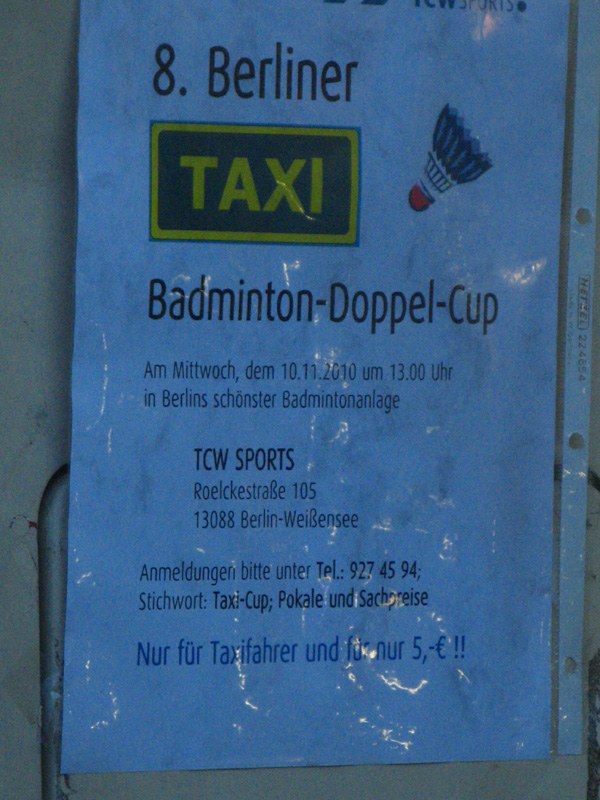 TCW SPORTS
8. Berliner
TAXI
Badminton-Doppel-Cup
Am Mittwoch, dem 10.11.2010 um 13.00 Uhr
in Berlins schönster Badmintonanlage
TCW SPORTS
Roelckestraße 105
13088 Berlin-Weißensee
Anmeldungen bitte unter Tel.: 927 45 94;
Stichwort: Taxi-Cup; Pokale und Sachpreise
Nur für Taxifahrer und für nur 5,-€ !!